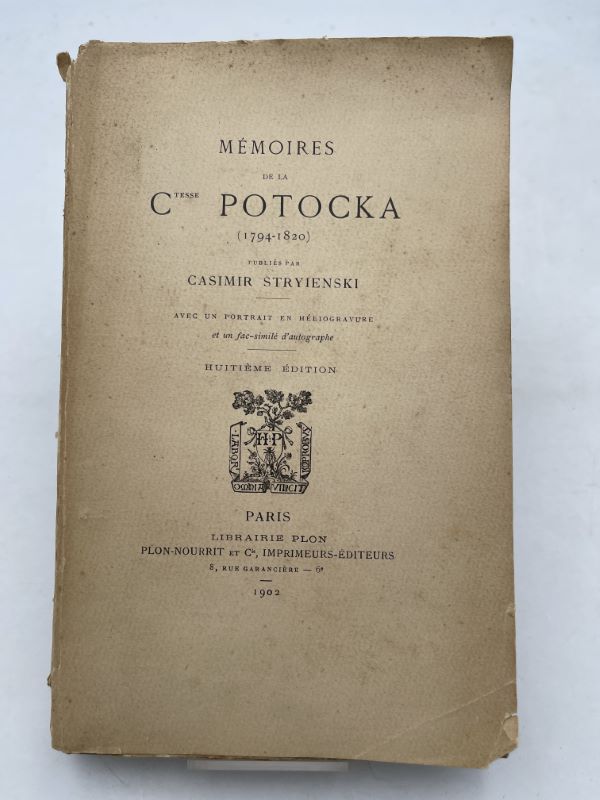 MÉMOIRES
DE LA
CTESSE POTOCKA
(1794-1820)
PUBLIÉS PAR
CASIMIR STRYIENSKI
AVEC UN PORTRAIT EN HÉLIOGRAVURE
et un fac-similé d'autographe
HUITIÈME ÉDITION
LABOR
H·P
IMPROBVS
OMNIA VINCIT
PARIS
LIBRAIRIE PLON
PLON-NOURRIT ET Cie, IMPRIMEURS-ÉDITEURS
8, RUE GARANCIÈRE — 6e
1902